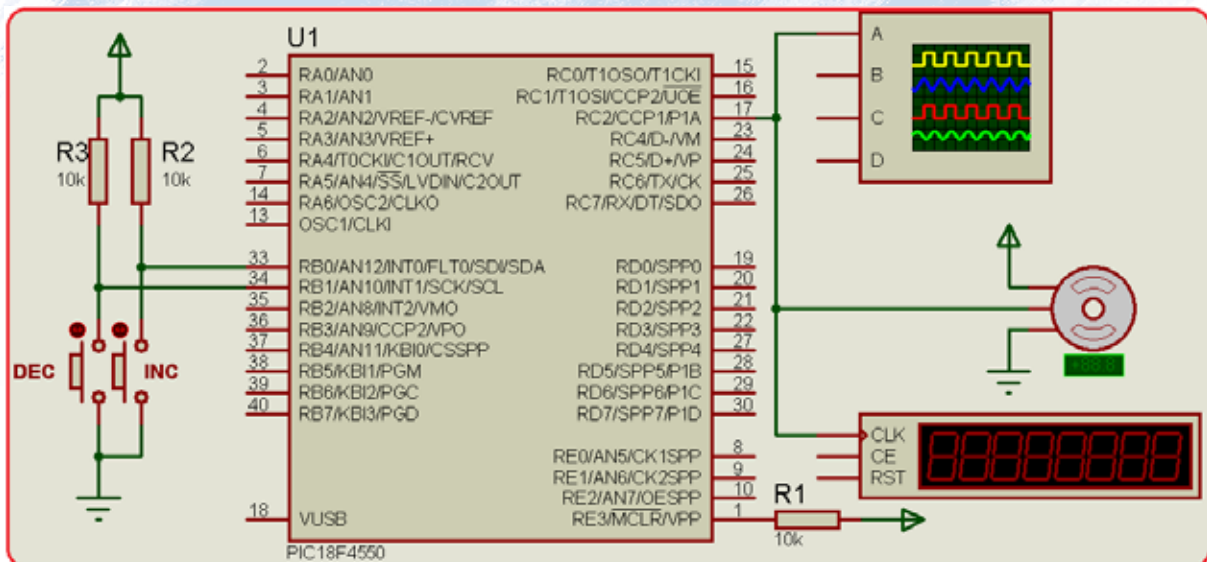 U1
2 RA0/AN0
3 RA1/AN1
4 RA2/AN2/VREF-/CVREF
5 RA3/AN3/VREF+
6 RA4/T0CKI/C1OUT/RCV
7 RA5/AN4/SS/LVDIN/C2OUT
14 RA6/OSC2/CLKO
13 OSC1/CLKI
33 RB0/AN12/INT0/FLT0/SDI/SDA
34 RB1/AN10/INT1/SCK/SCL
35 RB2/AN8/INT2/VMO
36 RB3/AN9/CCP2/VPO
37 RB4/AN11/KBI0/CSSPP
38 RB5/KBI1/PGM
39 RB6/KBI2/PGC
40 RB7/KBI3/PGD
18 VUSB
RC0/T1OSO/T1CKI 15
RC1/T1OSI/CCP2/UOE 16
RC2/CCP1/P1A 17
RC4/D-/VM 23
RC5/D+/VP 24
RC6/TX/CK 25
RC7/RX/DT/SDO 26
RD0/SPP0 19
RD1/SPP1 20
RD2/SPP2 21
RD3/SPP3 22
RD4/SPP4 27
RD5/SPP5/P1B 28
RD6/SPP6/P1C 29
RD7/SPP7/P1D 30
RE0/AN5/CK1SPP 8
RE1/AN6/CK2SPP 9
RE2/AN7/OESPP 10
RE3/MCLR/VPP 1
PIC18F4550
R3
10k
R2
10k
DEC
INC
A
B
C
D
+88.8
CLK
CE
RST
R1
10k